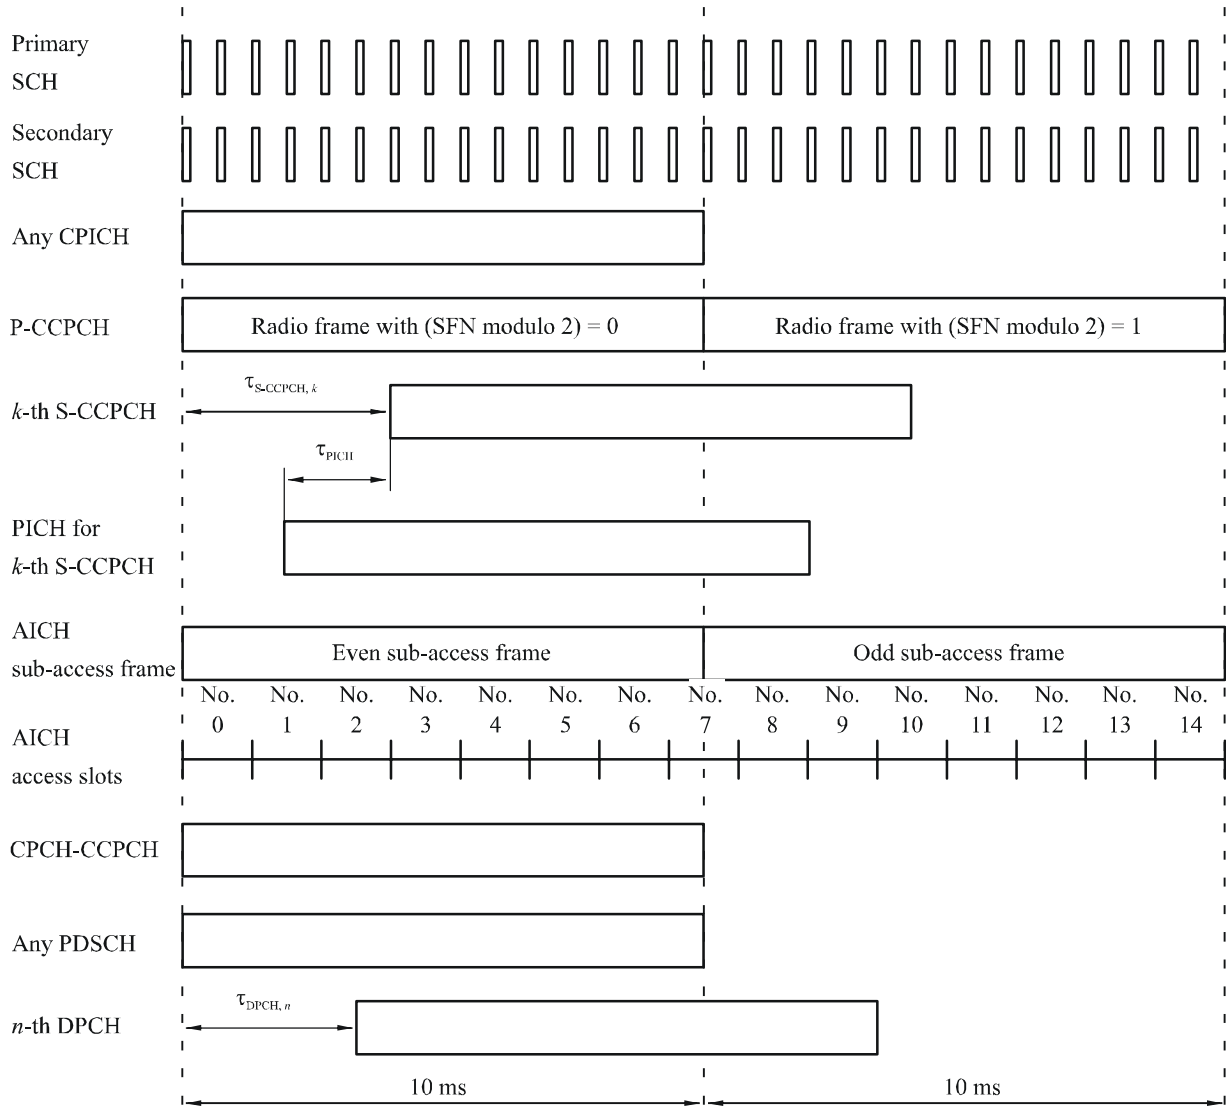 Primary
SCH
Secondary
SCH
Any CPICH
P-CCPCH
Radio frame with (SFN modulo 2) = 0
Radio frame with (SFN modulo 2) = 1
τS-CCPCH, k
k-th S-CCPCH
τPICH
PICH for
k-th S-CCPCH
AICH
sub-access frame
Even sub-access frame
Odd sub-access frame
No. No. No. No. No. No. No. No. No. No. No. No. No. No. No.
0 1 2 3 4 5 6 7 8 9 10 11 12 13 14
AICH
access slots
CPCH-CCPCH
Any PDSCH
τDPCH, n
n-th DPCH
10 ms
10 ms